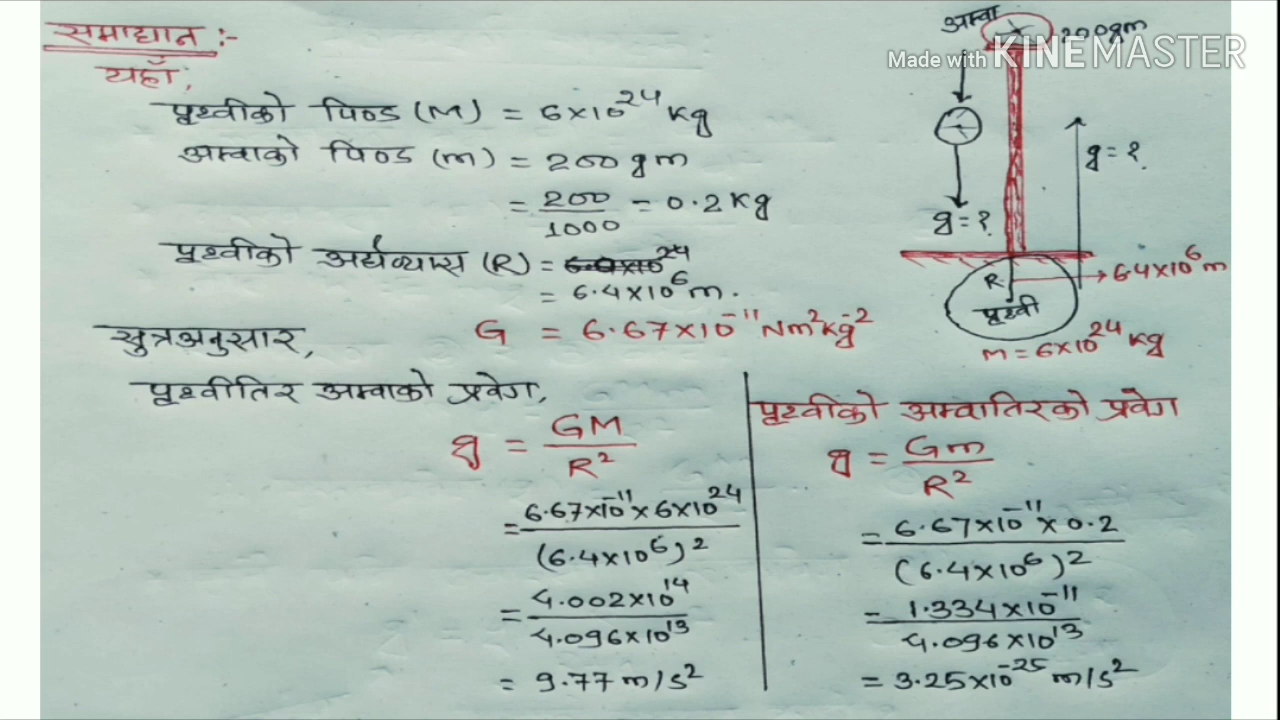 समाधान :-
यहाँ,
पृथ्वीको पिण्ड (M) = 6×10²⁴ Kg
अम्बाको पिण्ड (m) = 200 gm
= 200/1000 = 0.2 Kg
पृथ्वीको अर्धव्यास (R) = 6.4×10⁶ m.
G = 6.67×10⁻¹¹ Nm²Kg⁻²
सुत्रअनुसार,
पृथ्वीतिर अम्बाको प्रवेग,
g = GM/R²
= 6.67×10⁻¹¹×6×10²⁴/(6.4×10⁶)²
= 4.002×10¹⁴/4.096×10¹³
= 9.77 m/s²
पृथ्वीको अम्बातिरको प्रवेग
g = Gm/R²
= 6.67×10⁻¹¹×0.2/(6.4×10⁶)²
= 1.334×10⁻¹¹/4.096×10¹³
= 3.25×10⁻²⁵ m/s²
अम्बा
200gm
Made with KINEMASTER
g = ?
g = ?
R
6.4×10⁶ m
पृथ्वी
M = 6×10²⁴ Kg